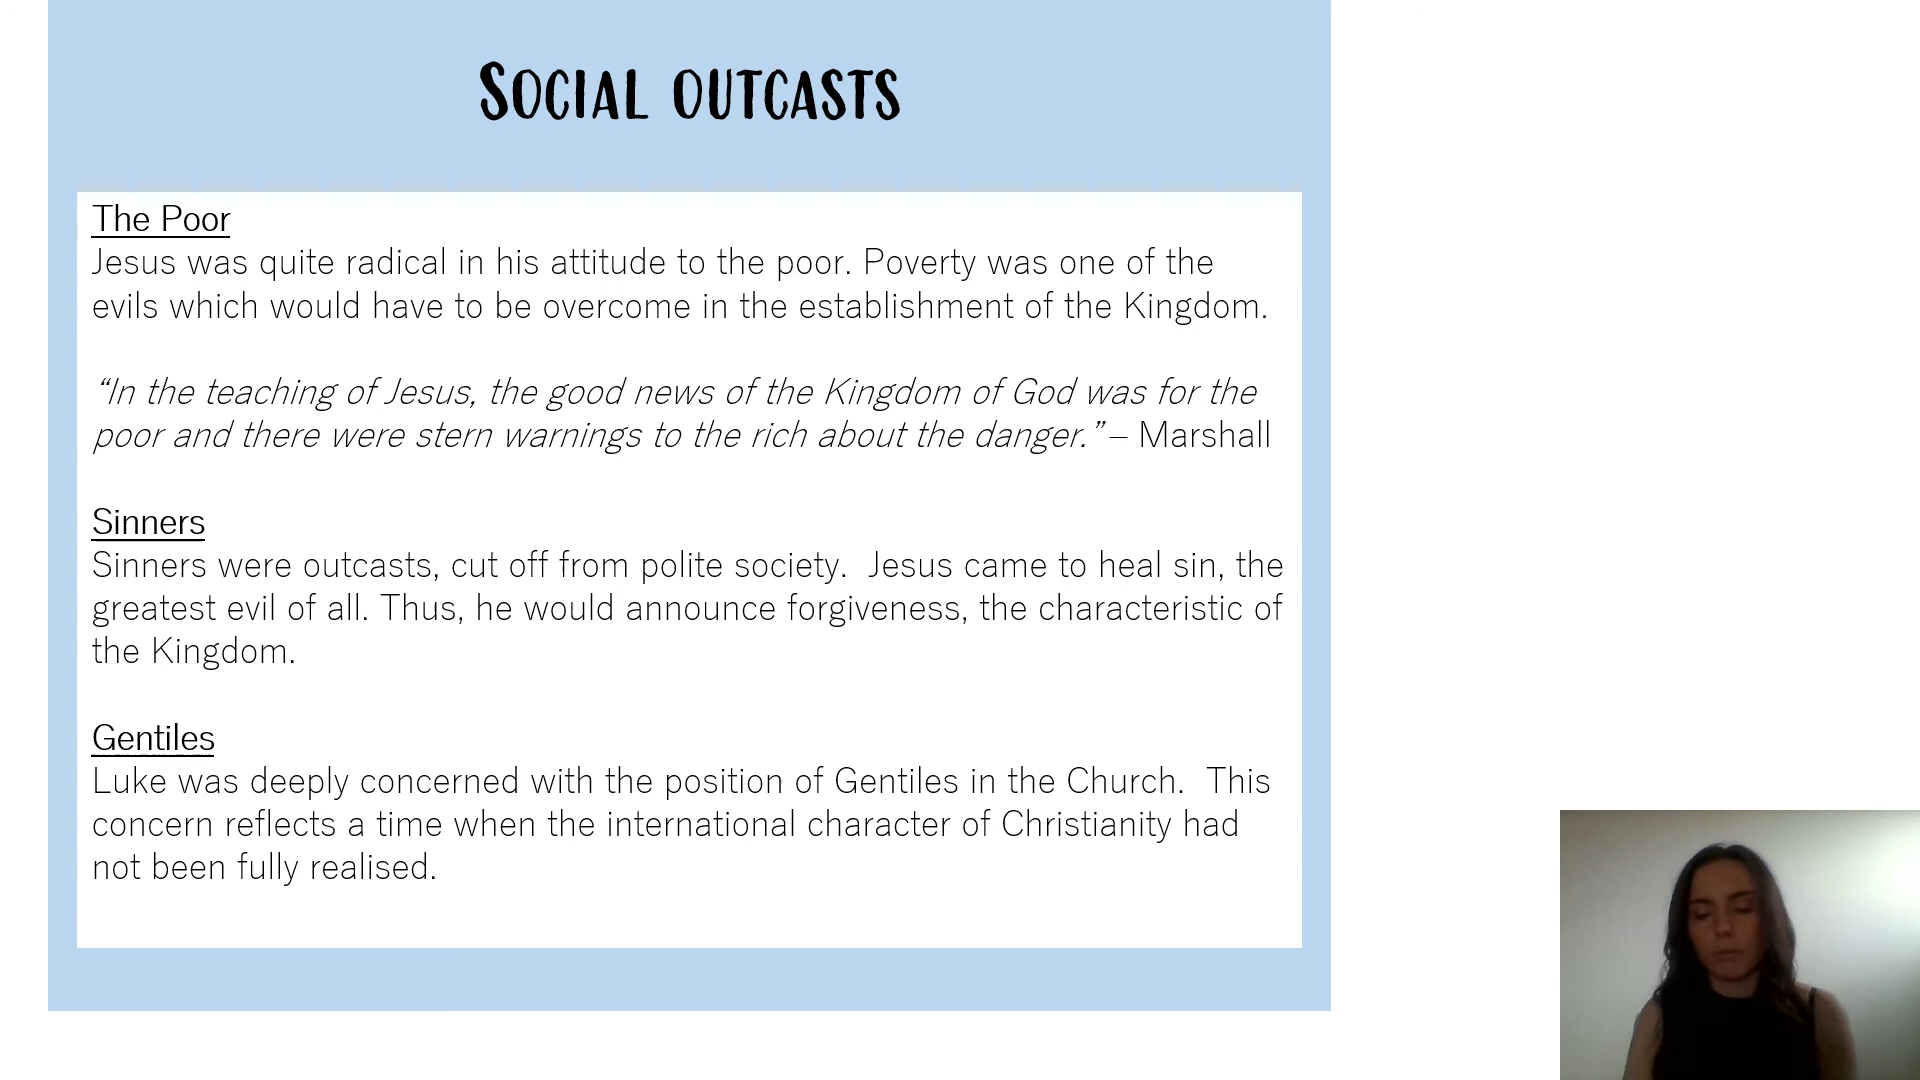 Social outcasts
The Poor
Jesus was quite radical in his attitude to the poor. Poverty was one of the
evils which would have to be overcome in the establishment of the Kingdom.
“In the teaching of Jesus, the good news of the Kingdom of God was for the
poor and there were stern warnings to the rich about the danger.” – Marshall
Sinners
Sinners were outcasts, cut off from polite society.  Jesus came to heal sin, the
greatest evil of all. Thus, he would announce forgiveness, the characteristic of
the Kingdom.
Gentiles
Luke was deeply concerned with the position of Gentiles in the Church.  This
concern reflects a time when the international character of Christianity had
not been fully realised.